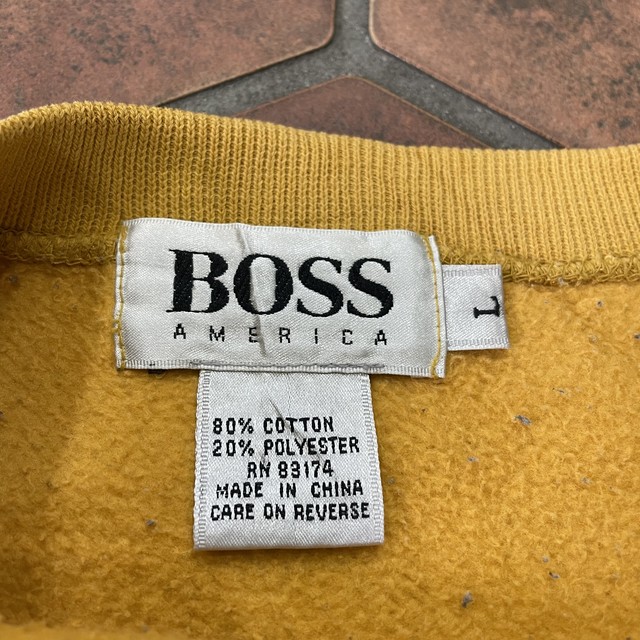 BOSS
AMERICA
L
80% COTTON
20% POLYESTER
RN 83174
MADE IN CHINA
CARE ON REVERSE